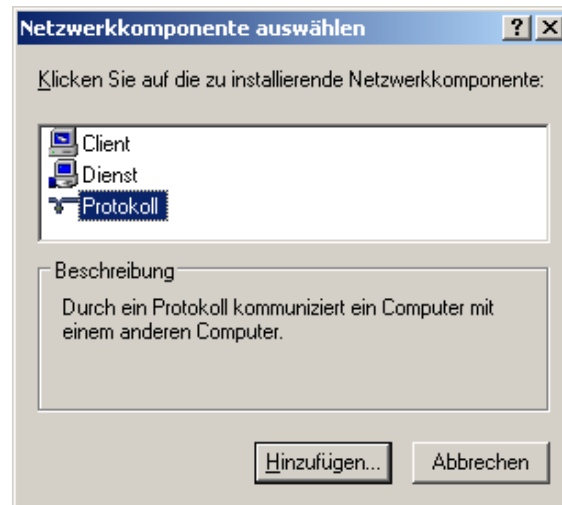 Netzwerkkomponente auswählen
Klicken Sie auf die zu installierende Netzwerkkomponente:
Client
Dienst
Protokoll
Beschreibung
Durch ein Protokoll kommuniziert ein Computer mit
einem anderen Computer.
Hinzufügen... Abbrechen